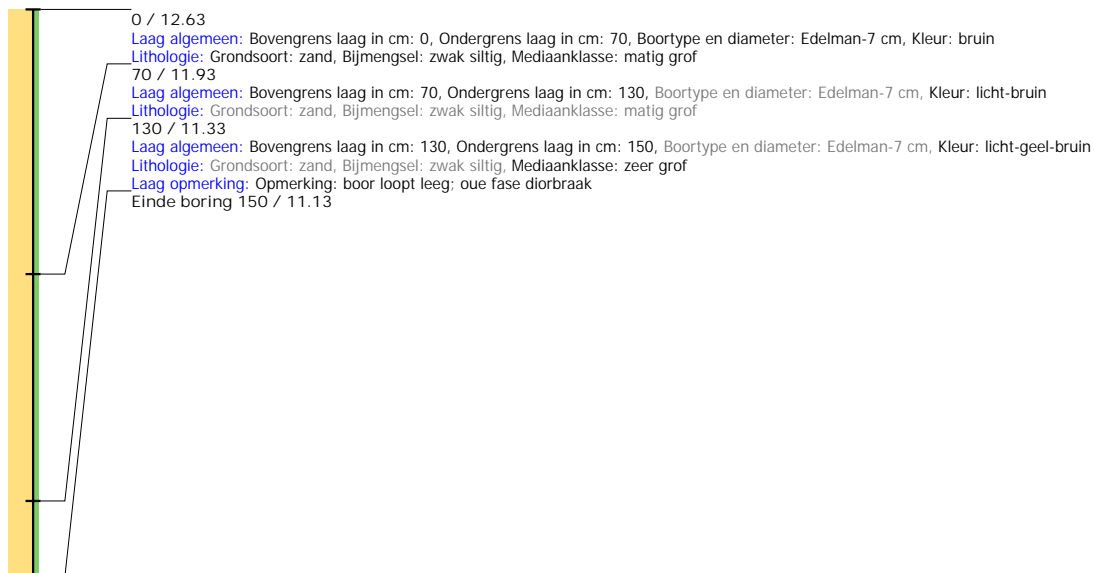 0 / 12.63
Laag algemeen: Bovengrens laag in cm: 0, Ondergrens laag in cm: 70, Boortype en diameter: Edelman-7 cm, Kleur: bruin
Lithologie: Grondsoort: zand, Bijmengsel: zwak siltig, Mediaanklasse: matig grof
70 / 11.93
Laag algemeen: Bovengrens laag in cm: 70, Ondergrens laag in cm: 130, Boortype en diameter: Edelman-7 cm, Kleur: licht-bruin
Lithologie: Grondsoort: zand, Bijmengsel: zwak siltig, Mediaanklasse: matig grof
130 / 11.33
Laag algemeen: Bovengrens laag in cm: 130, Ondergrens laag in cm: 150, Boortype en diameter: Edelman-7 cm, Kleur: licht-geel-bruin
Lithologie: Grondsoort: zand, Bijmengsel: zwak siltig, Mediaanklasse: zeer grof
Laag opmerking: Opmerking: boor loopt leeg; oue fase diorbraak
Einde boring 150 / 11.13